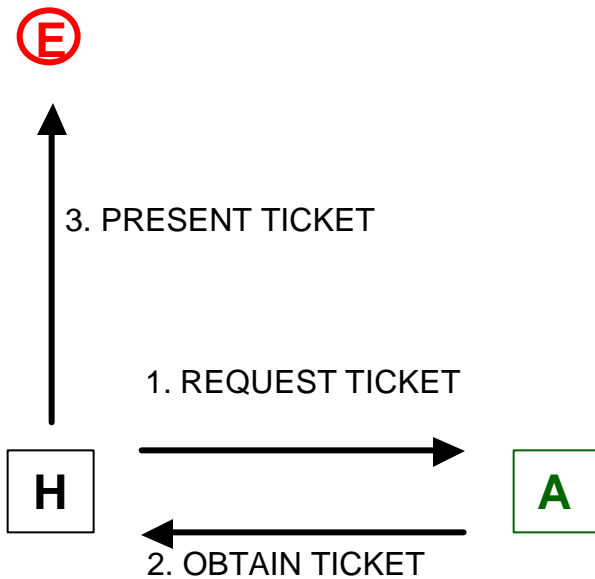 E
3. PRESENT TICKET
1. REQUEST TICKET
H
A
2. OBTAIN TICKET